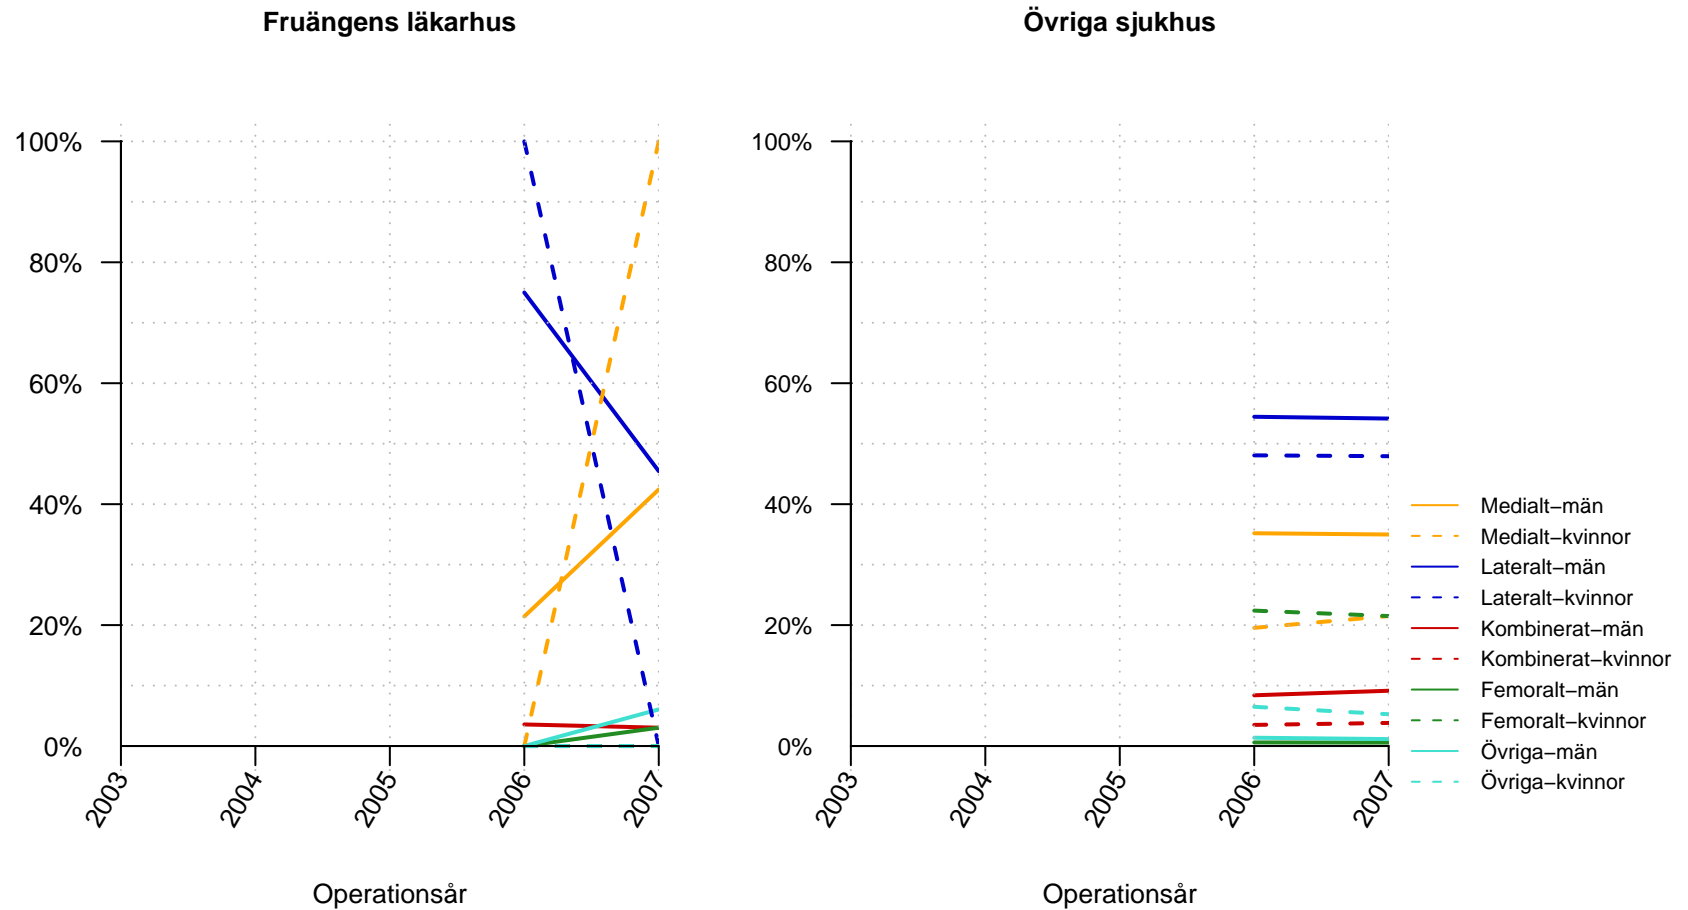 Fruängens läkarhus
Övriga sjukhus
100%
80%
60%
40%
20%
0%
2003
2004
2005
2006
2007
Operationsår
100%
80%
60%
40%
20%
0%
2003
2004
2005
2006
2007
Operationsår
Medialt−män
Medialt−kvinnor
Lateralt−män
Lateralt−kvinnor
Kombinerat−män
Kombinerat−kvinnor
Femoralt−män
Femoralt−kvinnor
Övriga−män
Övriga−kvinnor